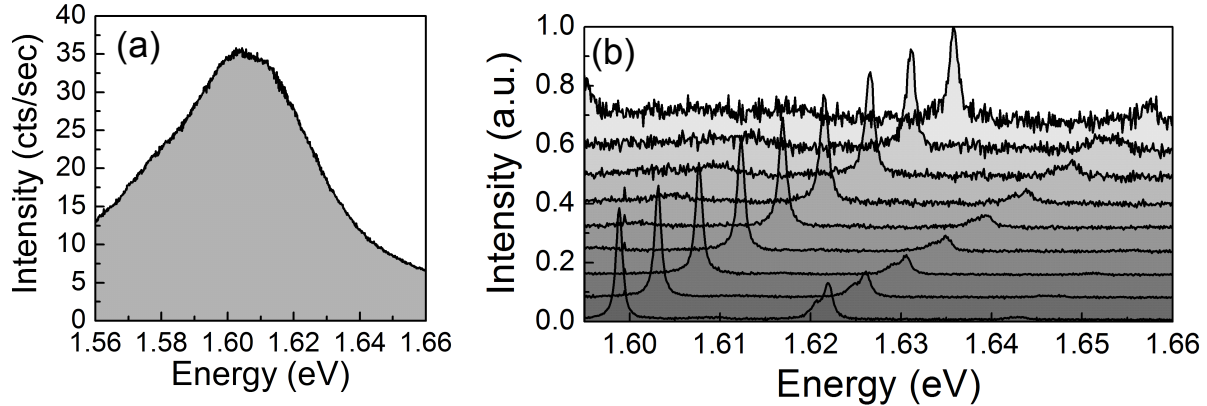 (a)
Intensity (cts/sec)
40
35
30
25
20
15
10
5
0
1.56 1.58 1.60 1.62 1.64 1.66
Energy (eV)
(b)
Intensity (a.u.)
1.0
0.8
0.6
0.4
0.2
0.0
1.60 1.61 1.62 1.63 1.64 1.65 1.66
Energy (eV)